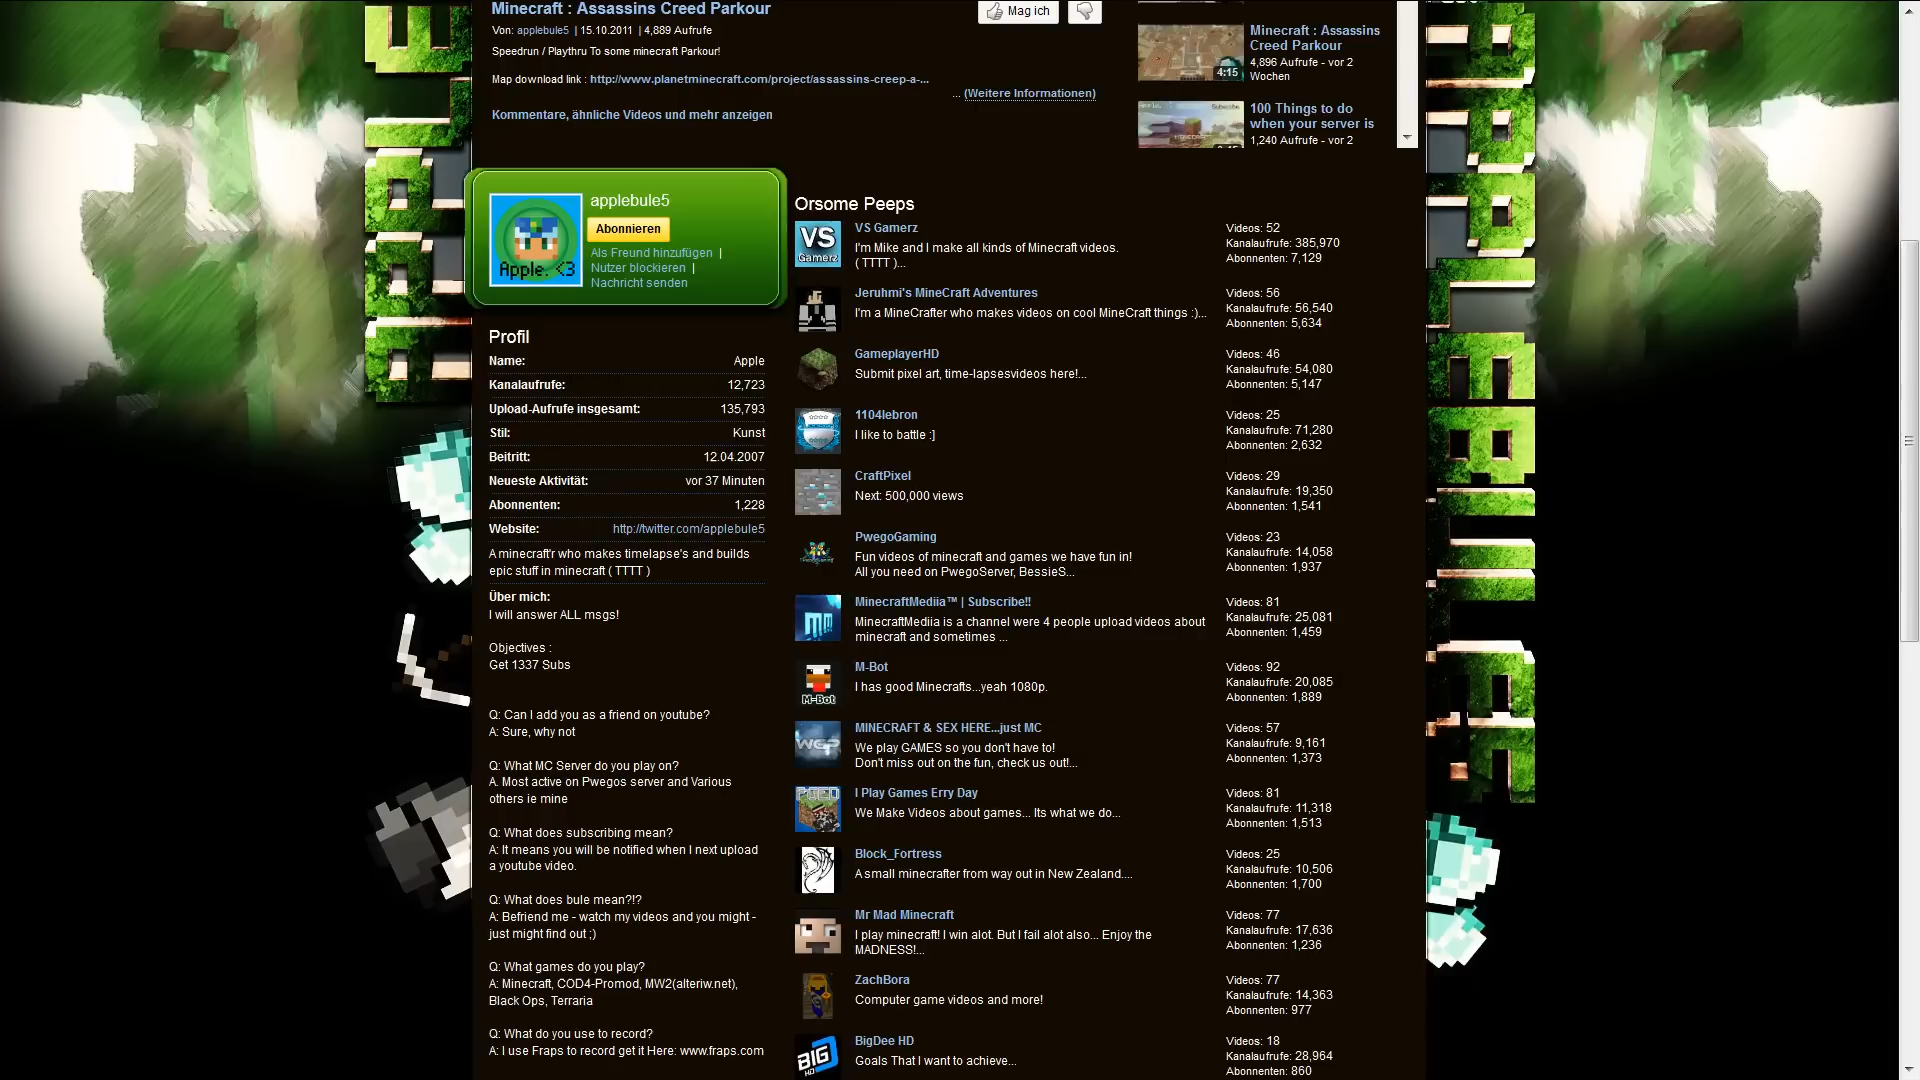 Minecraft : Assassins Creed Parkour
Mag ich
Von: applebule5 | 15.10.2011 | 4,889 Aufrufe
Speedrun / Playthru To some minecraft Parkour!
Map download link : http://www.planetminecraft.com/project/assassins-creep-a-...
... (Weitere Informationen)
Kommentare, ähnliche Videos und mehr anzeigen
4:15
Minecraft : Assassins
Creed Parkour
4,896 Aufrufe - vor 2
Wochen
100 Things to do
when your server is
1,240 Aufrufe - vor 2
Apple. <3
applebule5
Abonnieren
Als Freund hinzufügen |
Nutzer blockieren |
Nachricht senden
Profil
Name: Apple
Kanalaufrufe: 12,723
Upload-Aufrufe insgesamt: 135,793
Stil: Kunst
Beitritt: 12.04.2007
Neueste Aktivität: vor 37 Minuten
Abonnenten: 1,228
Website: http://twitter.com/applebule5
A minecraft'r who makes timelapse's and builds
epic stuff in minecraft ( TTTT )
Über mich:
I will answer ALL msgs!
Objectives :
Get 1337 Subs
Q: Can I add you as a friend on youtube?
A: Sure, why not
Q: What MC Server do you play on?
A. Most active on Pwegos server and Various
others ie mine
Q: What does subscribing mean?
A: It means you will be notified when I next upload
a youtube video.
Q: What does bule mean?!?
A: Befriend me - watch my videos and you might -
just might find out ;)
Q: What games do you play?
A: Minecraft, COD4-Promod, MW2(alteriw.net),
Black Ops, Terraria
Q: What do you use to record?
A: I use Fraps to record get it Here: www.fraps.com
Orsome Peeps
VS
Gamerz
VS Gamerz
I'm Mike and I make all kinds of Minecraft videos.
( TTTT )...
Videos: 52
Kanalaufrufe: 385,970
Abonnenten: 7,129
Jeruhmi's MineCraft Adventures
I'm a MineCrafter who makes videos on cool MineCraft things :)...
Videos: 56
Kanalaufrufe: 56,540
Abonnenten: 5,634
GameplayerHD
Submit pixel art, time-lapsesvideos here!...
Videos: 46
Kanalaufrufe: 54,080
Abonnenten: 5,147
1104lebron
I like to battle :]
Videos: 25
Kanalaufrufe: 71,280
Abonnenten: 2,632
CraftPixel
Next: 500,000 views
Videos: 29
Kanalaufrufe: 19,350
Abonnenten: 1,541
PwegoGaming
Fun videos of minecraft and games we have fun in!
All you need on PwegoServer, BessieS...
Videos: 23
Kanalaufrufe: 14,058
Abonnenten: 1,937
MinecraftMediia™ | Subscribe!!
MinecraftMediia is a channel were 4 people upload videos about
minecraft and sometimes ...
Videos: 81
Kanalaufrufe: 25,081
Abonnenten: 1,459
M-Bot
M-Bot
I has good Minecrafts...yeah 1080p.
Videos: 92
Kanalaufrufe: 20,085
Abonnenten: 1,889
MINECRAFT & SEX HERE...just MC
We play GAMES so you don't have to!
Don't miss out on the fun, check us out!...
Videos: 57
Kanalaufrufe: 9,161
Abonnenten: 1,373
I Play Games Erry Day
We Make Videos about games... Its what we do...
Videos: 81
Kanalaufrufe: 11,318
Abonnenten: 1,513
Block_Fortress
A small minecrafter from way out in New Zealand....
Videos: 25
Kanalaufrufe: 10,506
Abonnenten: 1,700
Mr Mad Minecraft
I play minecraft! I win alot. But I fail alot also... Enjoy the
MADNESS!...
Videos: 77
Kanalaufrufe: 17,636
Abonnenten: 1,236
ZachBora
Computer game videos and more!
Videos: 77
Kanalaufrufe: 14,363
Abonnenten: 977
BIG
HD
BigDee HD
Goals That I want to achieve...
Videos: 18
Kanalaufrufe: 28,964
Abonnenten: 860